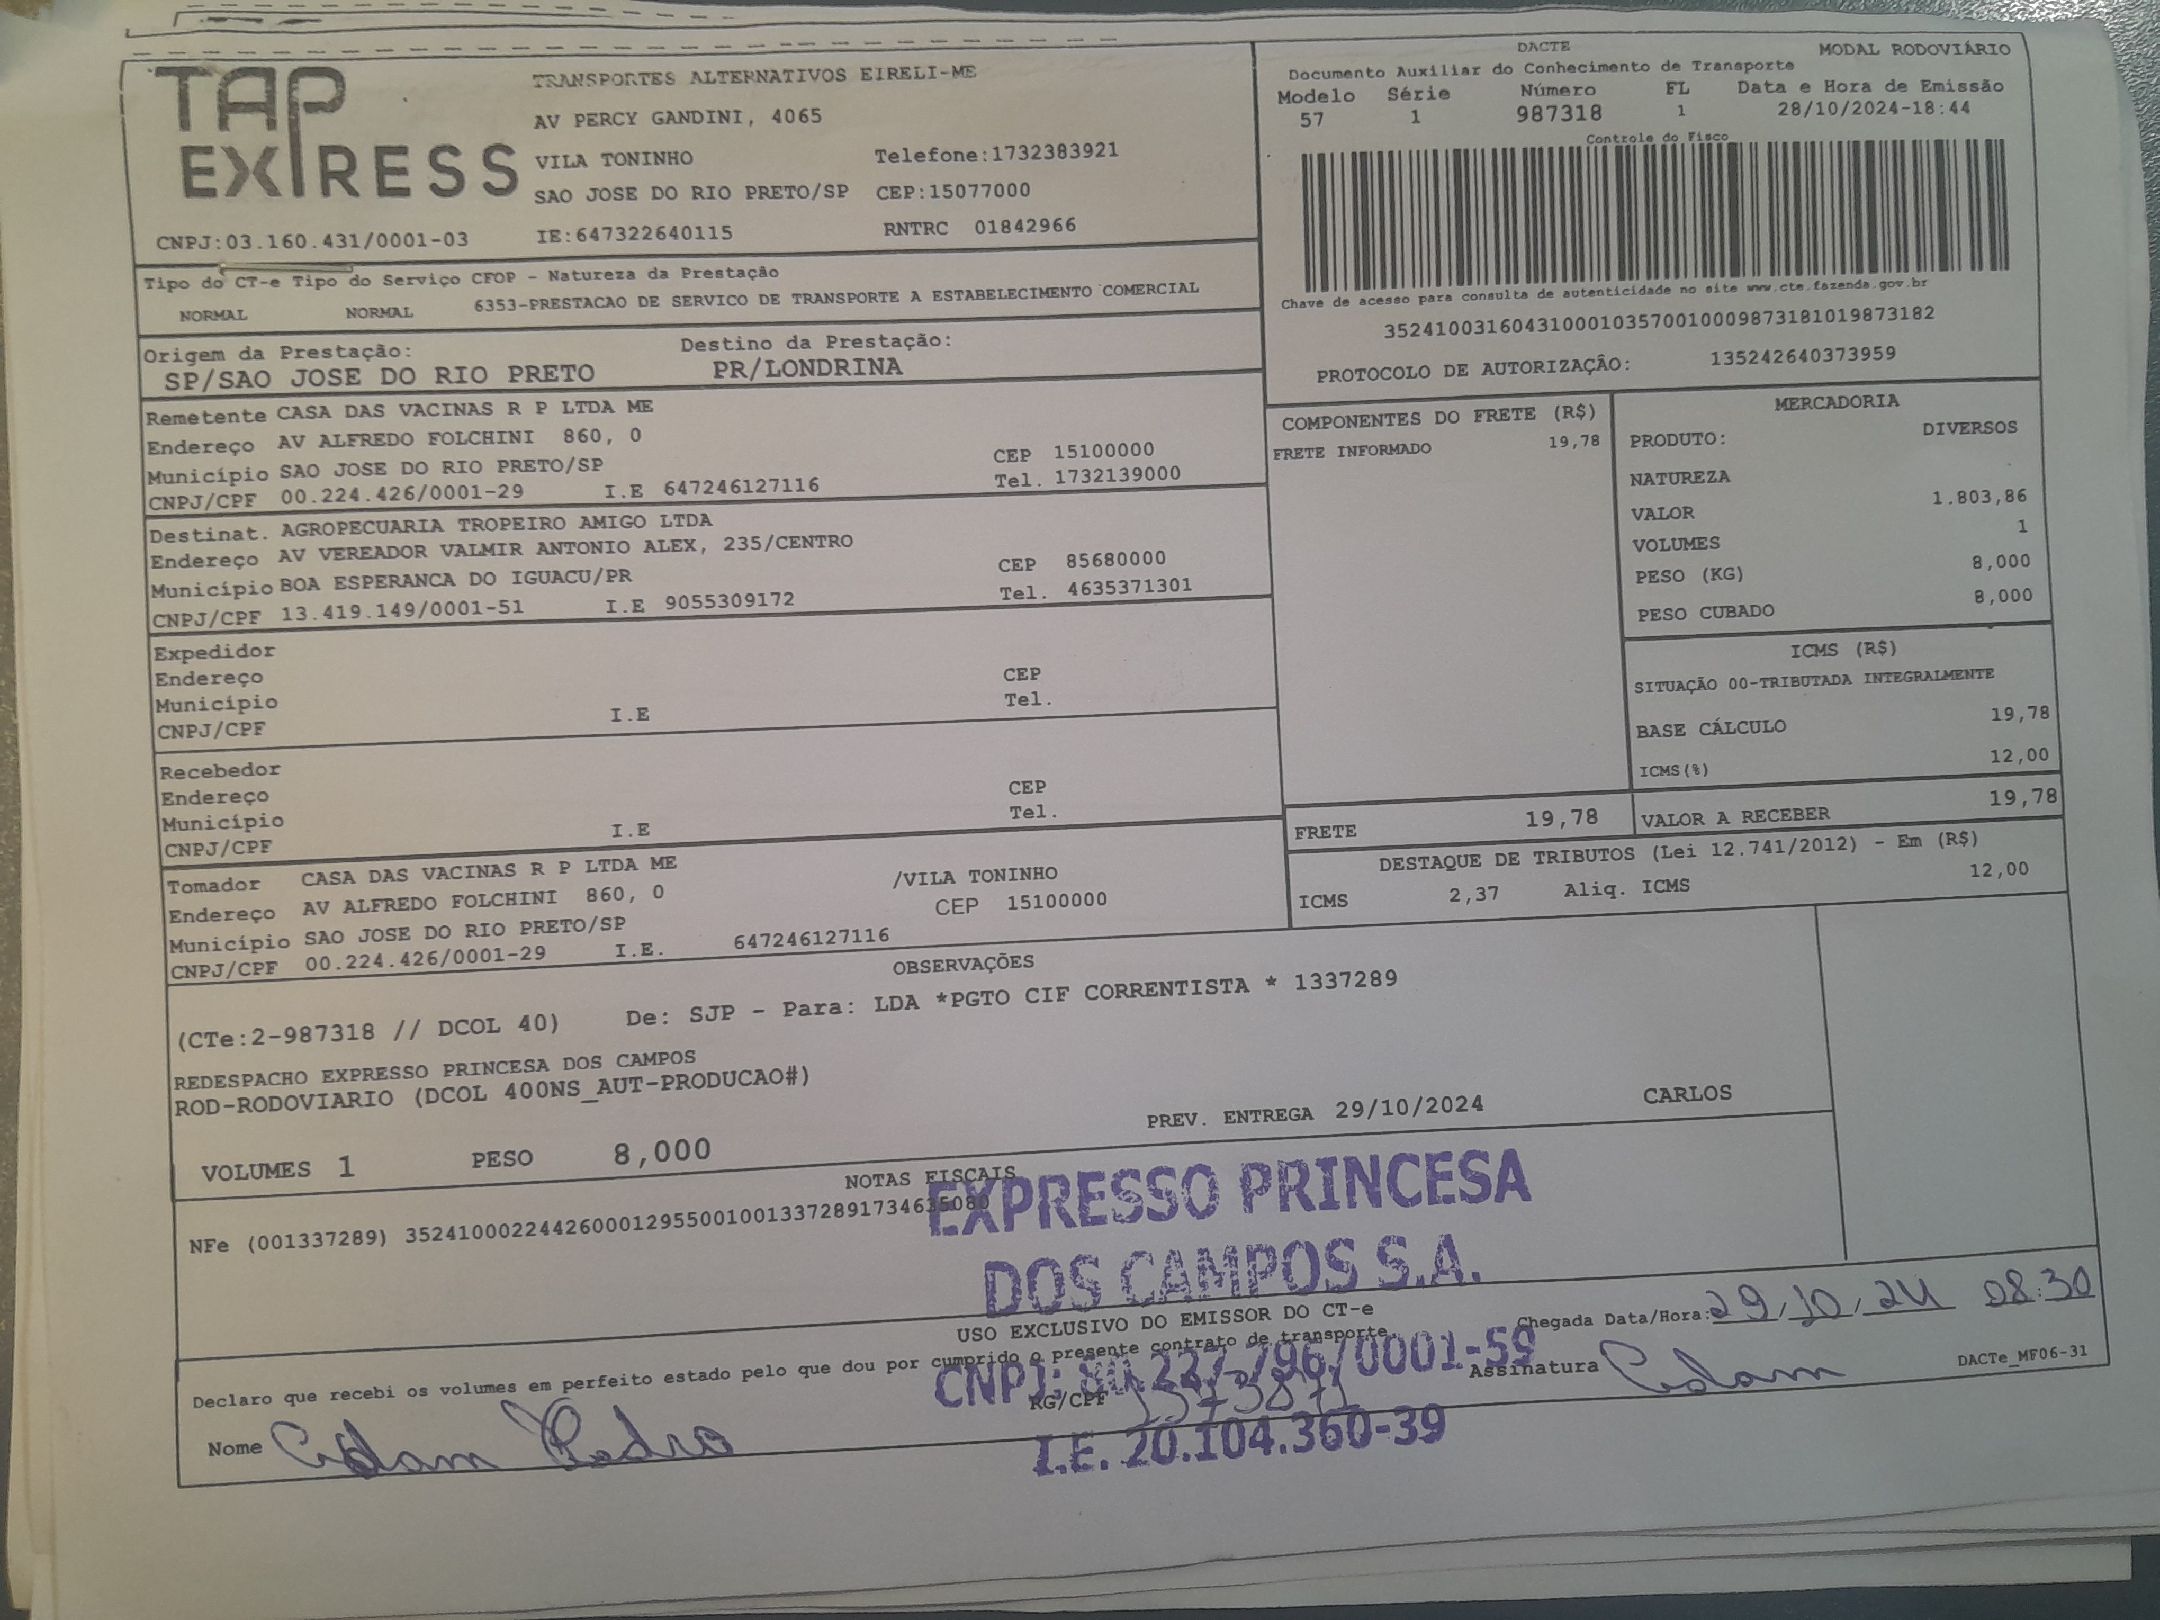 TAP EXPRESS
TRANSPORTES ALTERNATIVOS EIRELI-ME
AV PERCY GANDINI, 4065
VILA TONINHO Telefone:1732383921
SAO JOSE DO RIO PRETO/SP CEP:15077000
CNPJ:03.160.431/0001-03 IE:647322640115 RNTRC 01842966
DACTE MODAL RODOVIÁRIO
Documento Auxiliar do Conhecimento de Transporte
Modelo Série Número FL Data e Hora de Emissão
57 1 987318 1 28/10/2024-18:44
Controle do Fisco
Chave de acesso para consulta de autenticidade no site www.cte.fazenda.gov.br
35241003160431000103570010009873181019873182
PROTOCOLO DE AUTORIZAÇÂO: 135242640373959
Tipo do CT-e Tipo do Serviço CFOP - Natureza da Prestação
NORMAL NORMAL 6353-PRESTACAO DE SERVICO DE TRANSPORTE A ESTABELECIMENTO COMERCIAL
Origem da Prestação: Destino da Prestação:
SP/SAO JOSE DO RIO PRETO PR/LONDRINA
Remetente CASA DAS VACINAS R P LTDA ME
Endereço AV ALFREDO FOLCHINI 860, 0
Município SAO JOSE DO RIO PRETO/SP CEP 15100000
CNPJ/CPF 00.224.426/0001-29 I.E 647246127116 Tel. 1732139000
Destinat. AGROPECUARIA TROPEIRO AMIGO LTDA
Endereço AV VEREADOR VALMIR ANTONIO ALEX, 235/CENTRO
Município BOA ESPERANCA DO IGUACU/PR CEP 85680000
CNPJ/CPF 13.419.149/0001-51 I.E 9055309172 Tel. 4635371301
Expedidor
Endereço CEP
Município Tel.
CNPJ/CPF I.E
Recebedor
Endereço CEP
Município Tel.
CNPJ/CPF I.E
Tomador CASA DAS VACINAS R P LTDA ME
Endereço AV ALFREDO FOLCHINI 860, 0 /VILA TONINHO
Município SAO JOSE DO RIO PRETO/SP CEP 15100000
CNPJ/CPF 00.224.426/0001-29 I.E. 647246127116
COMPONENTES DO FRETE (R$)
FRETE INFORMADO 19,78
MERCADORIA
PRODUTO: DIVERSOS
NATUREZA
VALOR 1.803,86
VOLUMES 1
PESO (KG) 8,000
PESO CUBADO 8,000
ICMS (R$)
SITUAÇÃO 00-TRIBUTADA INTEGRALMENTE
BASE CÁLCULO 19,78
ICMS(%) 12,00
FRETE 19,78 VALOR A RECEBER 19,78
DESTAQUE DE TRIBUTOS (Lei 12.741/2012) - Em (R$)
ICMS 2,37 Aliq. ICMS 12,00
OBSERVAÇÕES
(CTe:2-987318 // DCOL 40) De: SJP - Para: LDA *PGTO CIF CORRENTISTA * 1337289
REDESPACHO EXPRESSO PRINCESA DOS CAMPOS
ROD-RODOVIARIO (DCOL 400NS_AUT-PRODUCAO#)
PREV. ENTREGA 29/10/2024 CARLOS
VOLUMES 1 PESO 8,000
NOTAS FISCAIS
NFe (001337289) 35241000224426000129550010013372891734635080
EXPRESSO PRINCESA
DOS CAMPOS S.A.
USO EXCLUSIVO DO EMISSOR DO CT-e
Chegada Data/Hora: 29/10/24 08:30
Declaro que recebi os volumes em perfeito estado pelo que dou por cumprido o presente contrato de transporte.
CNPJ: 80.227.796/0001-59
Nome Adam Pedro RG/CPF Assinatura Adam
I.E. 20.104.360-39
DACTe_MF06-31